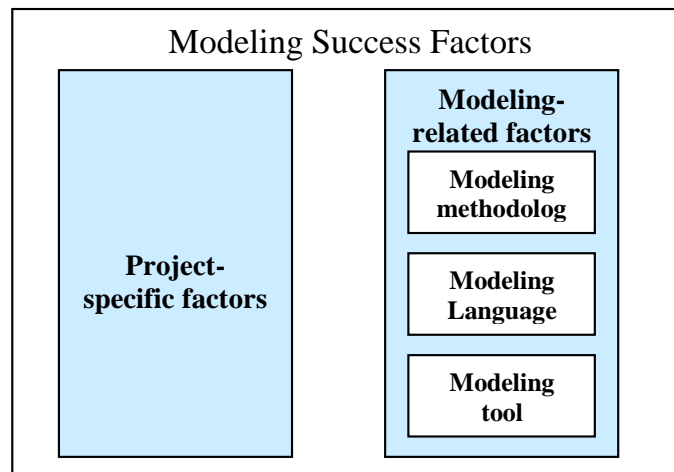 Modeling Success Factors
Project-
specific factors
Modeling-
related factors
Modeling
methodolog
Modeling
Language
Modeling
tool